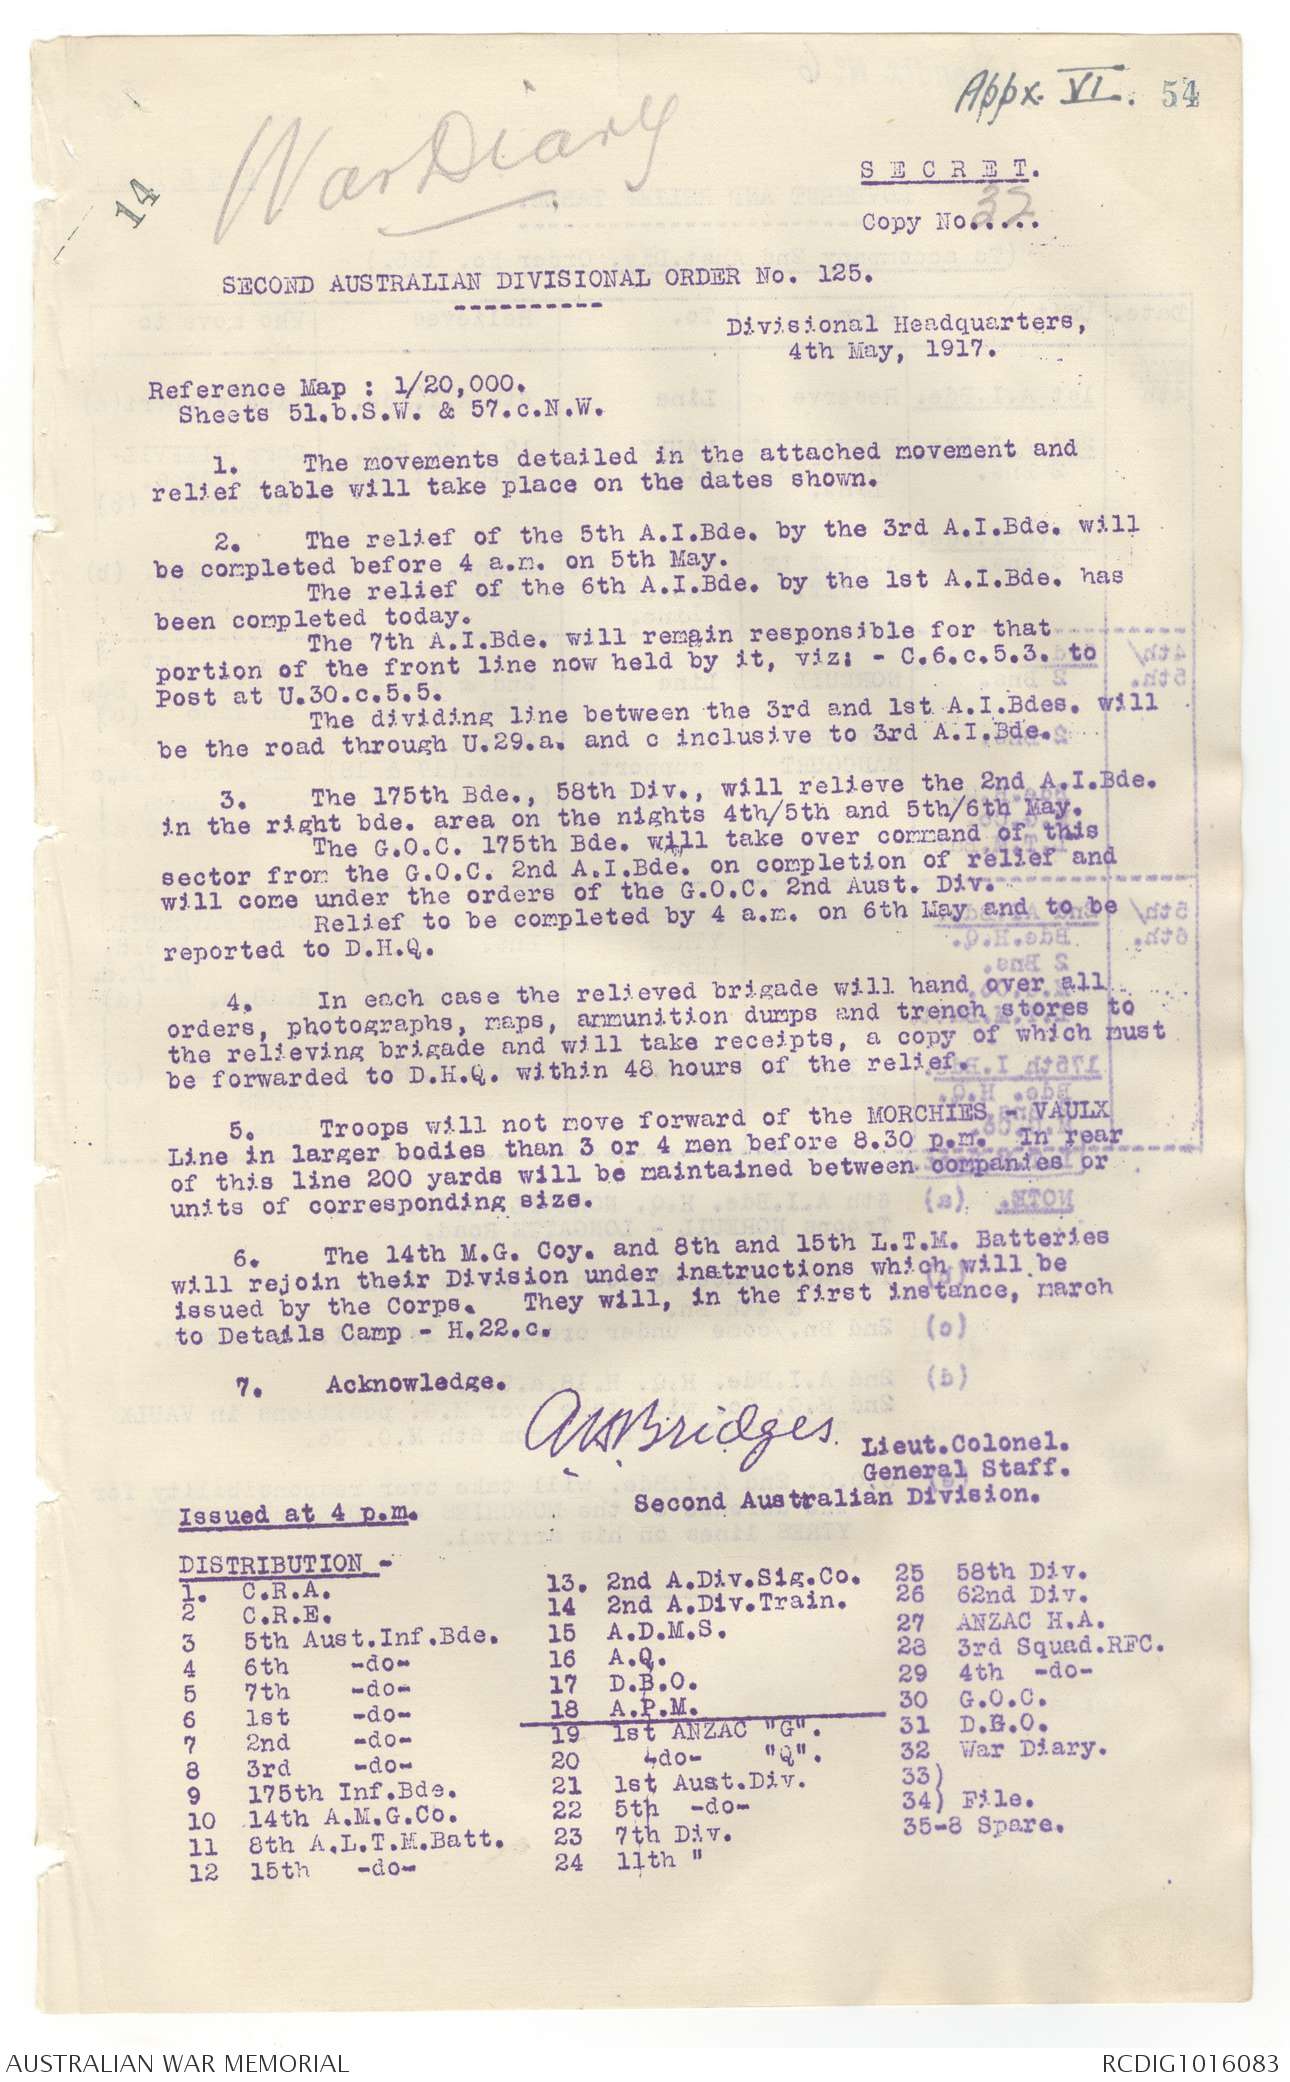 Appx. VI. 54
War Diary
14
SECRET.
Copy No. 32
SECOND AUSTRALIAN DIVISIONAL ORDER No. 125.
----------
Divisional Headquarters,
4th May, 1917.
Reference Map : 1/20,000.
Sheets 51.b.S.W. & 57.c.N.W.
1. The movements detailed in the attached movement and
relief table will take place on the dates shown.
2. The relief of the 5th A.I.Bde. by the 3rd A.I.Bde. will
be completed before 4 a.m. on 5th May.
The relief of the 6th A.I.Bde. by the 1st A.I.Bde. has
been completed today.
The 7th A.I.Bde. will remain responsible for that
portion of the front line now held by it, viz: - C.6.c.5.3. to
Post at U.30.c.5.5.
The dividing line between the 3rd and 1st A.I.Bdes. will
be the road through U.29.a. and c inclusive to 3rd A.I.Bde.
3. The 175th Bde., 58th Div., will relieve the 2nd A.I.Bde.
in the right bde. area on the nights 4th/5th and 5th/6th May.
The G.O.C. 175th Bde. will take over command of this
sector from the G.O.C. 2nd A.I.Bde. on completion of relief and
will come under the orders of the G.O.C. 2nd Aust. Div.
Relief to be completed by 4 a.m. on 6th May and to be
reported to D.H.Q.
4. In each case the relieved brigade will hand over all
orders, photographs, maps, ammunition dumps and trench stores to
the relieving brigade and will take receipts, a copy of which must
be forwarded to D.H.Q. within 48 hours of the relief.
5. Troops will not move forward of the MORCHIES - VAULX
Line in larger bodies than 3 or 4 men before 8.30 p.m. In rear
of this line 200 yards will be maintained between companies or
units of corresponding size.
6. The 14th M.G. Coy. and 8th and 15th L.T.M. Batteries
will rejoin their Division under instructions which will be
issued by the Corps. They will, in the first instance, march
to Details Camp - H.22.c.
7. Acknowledge.
AHBridges.
Lieut.Colonel.
General Staff.
Second Australian Division.
Issued at 4 p.m.
DISTRIBUTION -
1. C.R.A.
2 C.R.E.
3 5th Aust.Inf.Bde.
4 6th -do-
5 7th -do-
6 1st -do-
7 2nd -do-
8 3rd -do-
9 175th Inf.Bde.
10 14th A.M.G.Co.
11 8th A.L.T.M.Batt.
12 15th -do-
13. 2nd A.Div.Sig.Co.
14 2nd A.Div.Train.
15 A.D.M.S.
16 A.Q.
17 D.B.O.
18 A.P.M.
19 1st ANZAC "G".
20 -do- "Q".
21 1st Aust.Div.
22 5th -do-
23 7th Div.
24 11th "
25 58th Div.
26 62nd Div.
27 ANZAC H.A.
28 3rd Squad.RFC.
29 4th -do-
30 G.O.C.
31 D.G.O.
32 War Diary.
33)
34) File.
35-8 Spare.
AUSTRALIAN WAR MEMORIAL
RCDIG1016083